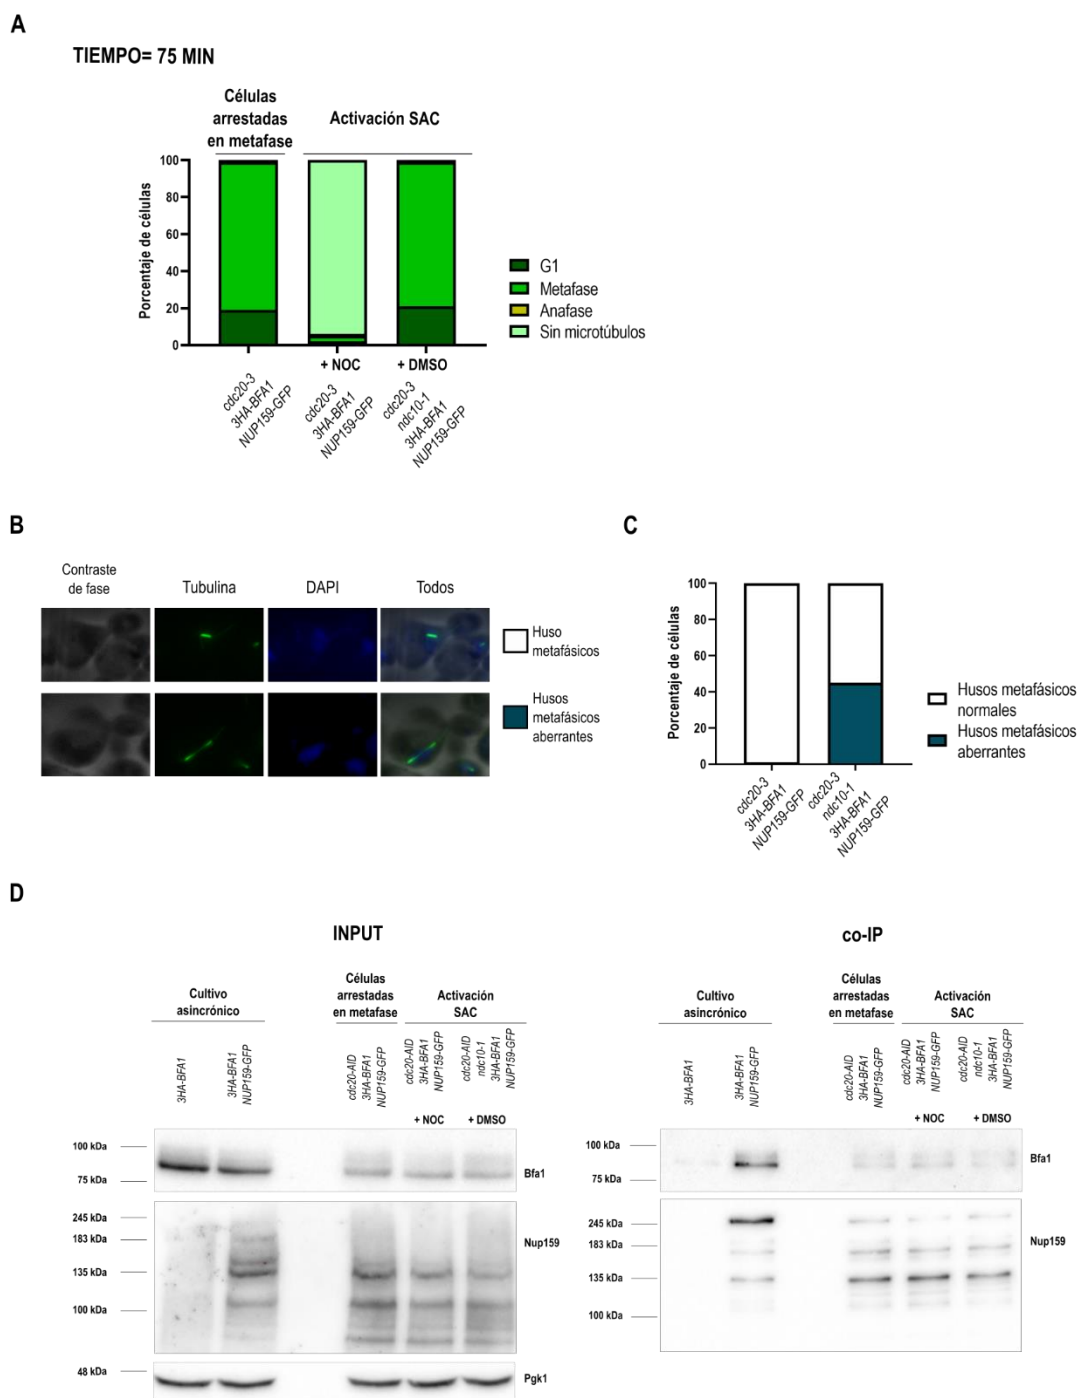 A
TIEMPO= 75 MIN
Células
arrestadas
en metafase
Activación SAC
Porcentaje de células
100
80
60
40
20
0
+ NOC
+ DMSO
cdc20-3
3HA-BFA1
NUP159-GFP
cdc20-3
3HA-BFA1
NUP159-GFP
cdc20-3
ndc10-1
3HA-BFA1
NUP159-GFP
G1
Metafase
Anafase
Sin microtúbulos
B
Contraste
de fase
Tubulina
DAPI
Todos
Huso
metafásicos
Husos
metafásicos
aberrantes
C
Porcentaje de células
100
80
60
40
20
0
cdc20-3
3HA-BFA1
NUP159-GFP
cdc20-3
ndc10-1
3HA-BFA1
NUP159-GFP
Husos metafásicos
normales
Husos metafásicos
aberrantes
D
INPUT
Cultivo
asincrónico
Células
arrestadas
en metafase
Activación
SAC
3HA-BFA1
3HA-BFA1
NUP159-GFP
cdc20-AID
3HA-BFA1
NUP159-GFP
cdc20-AID
3HA-BFA1
NUP159-GFP
cdc20-AID
ndc10-1
3HA-BFA1
NUP159-GFP
+ NOC
+ DMSO
100 kDa
75 kDa
Bfa1
245 kDa
183 kDa
135 kDa
100 kDa
Nup159
48 kDa
Pgk1
co-IP
Cultivo
asincrónico
Células
arrestadas
en metafase
Activación
SAC
3HA-BFA1
3HA-BFA1
NUP159-GFP
cdc20-AID
3HA-BFA1
NUP159-GFP
cdc20-AID
3HA-BFA1
NUP159-GFP
cdc20-AID
ndc10-1
3HA-BFA1
NUP159-GFP
+ NOC
+ DMSO
100 kDa
75 kDa
Bfa1
245 kDa
183 kDa
135 kDa
100 kDa
Nup159